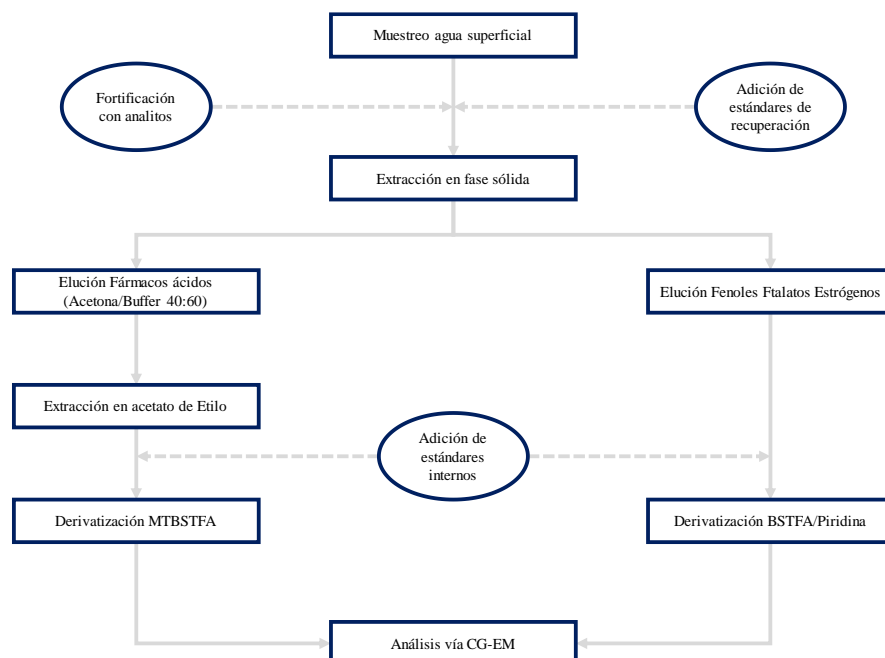 Muestreo agua superficial
Fortificación
con analitos
Adición de
estándares de
recuperación
Extracción en fase sólida
Elución Fármacos ácidos
(Acetona/Buffer 40:60)
Elución Fenoles Ftalatos Estrógenos
Extracción en acetato de Etilo
Adición de
estándares
internos
Derivatización MTBSTFA
Derivatización BSTFA/Piridina
Análisis vía CG-EM